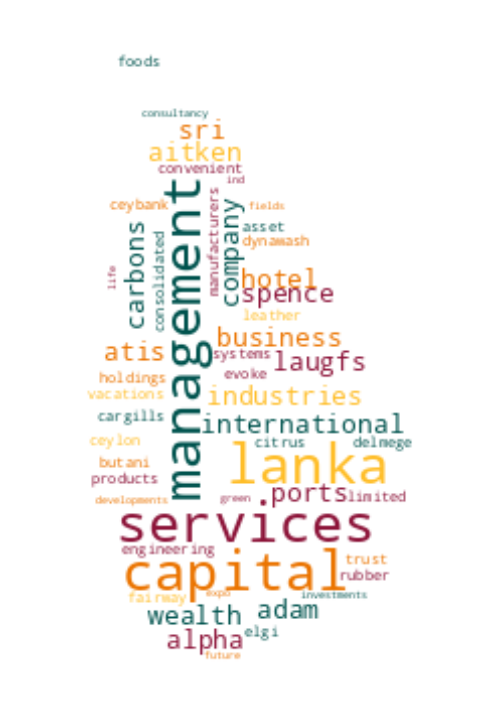 foods
consultancy
sri
aitken
convenient
ind
management
manufacturers
company
ceybank
fields
carbons
consolidated
asset
dynawash
life
hotel
spence
leather
business
atis
systems
laugfs
holdings
evoke
vacations
industries
cargills
international
ceylon
citrus
delmege
lanka
butani
products
developments
green
ports
limited
services
engineering
capital
trust
rubber
fairway
expo
investments
wealth
adam
alpha
elgi
future